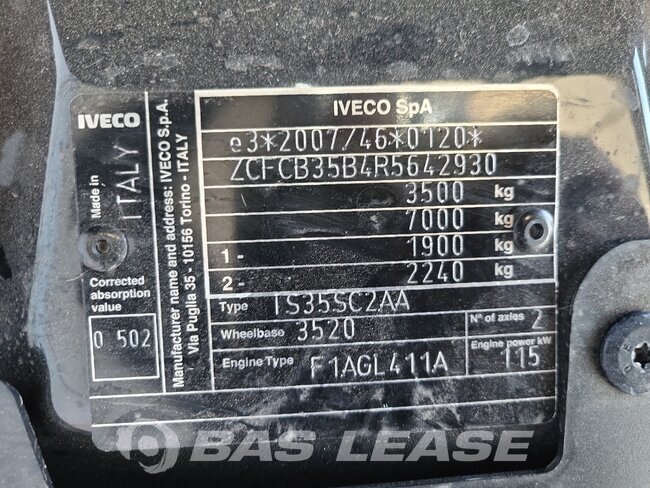 IVECO
Made in
ITALY
Corrected
absorption
value
0 502
Manufacturer name and address: IVECO S.p.A.
Via Puglia 35 - 10156 Torino - ITALY
IVECO SpA
e3*2007/46*0120*
ZCFCB35B4R5642930
3500 kg
7000 kg
1 - 1900 kg
2 - 2240 kg
Type IS35SC2AA
Wheelbase 3520 N° of axles 2
Engine Type F1AGL411A Engine power kW 115
BAS LEASE